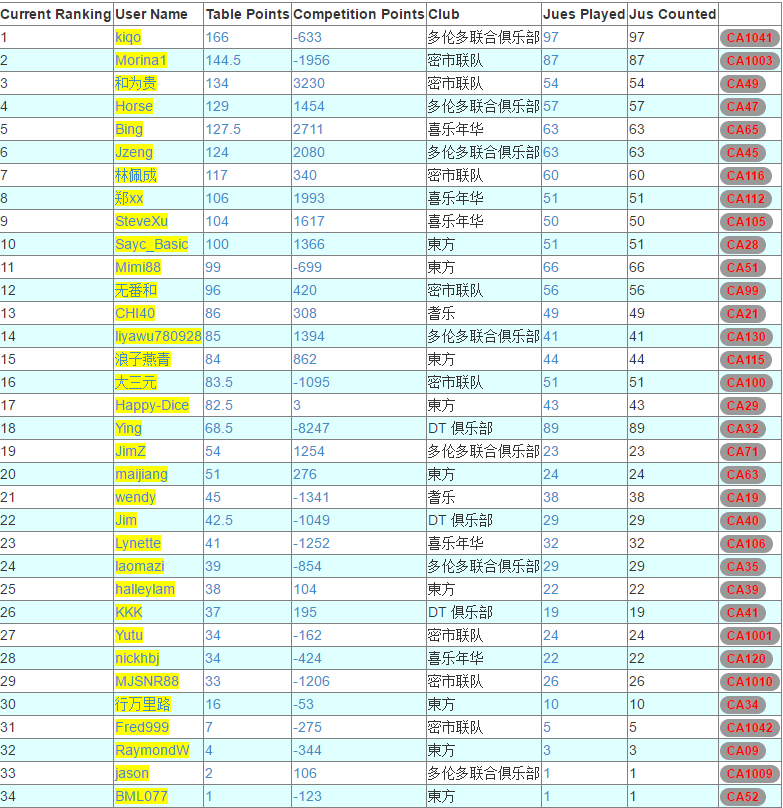 Current Ranking User Name Table Points Competition Points Club Jues Played Jus Counted
1 kiqo 166 -633 多伦多联合俱乐部 97 97 CA1041
2 Morina1 144.5 -1956 密市联队 87 87 CA1003
3 和为贵 134 3230 密市联队 54 54 CA49
4 Horse 129 1454 多伦多联合俱乐部 57 57 CA47
5 Bing 127.5 2711 喜乐年华 63 63 CA65
6 Jzeng 124 2080 多伦多联合俱乐部 63 63 CA45
7 林佩成 117 340 密市联队 60 60 CA116
8 郑xx 106 1993 喜乐年华 51 51 CA112
9 SteveXu 104 1617 喜乐年华 50 50 CA105
10 Sayc_Basic 100 1366 東方 51 51 CA28
11 Mimi88 99 -699 東方 66 66 CA51
12 无番和 96 420 密市联队 56 56 CA99
13 CHI40 86 308 耆乐 49 49 CA21
14 liyawu780928 85 1394 多伦多联合俱乐部 41 41 CA130
15 浪子燕青 84 862 東方 44 44 CA115
16 大三元 83.5 -1095 密市联队 51 51 CA100
17 Happy-Dice 82.5 3 東方 43 43 CA29
18 Ying 68.5 -8247 DT 俱乐部 89 89 CA32
19 JimZ 54 1254 多伦多联合俱乐部 23 23 CA71
20 maijiang 51 276 東方 24 24 CA63
21 wendy 45 -1341 耆乐 38 38 CA19
22 Jim 42.5 -1049 DT 俱乐部 29 29 CA40
23 Lynette 41 -1252 喜乐年华 32 32 CA106
24 laomazi 39 -854 多伦多联合俱乐部 29 29 CA35
25 halleylam 38 104 東方 22 22 CA39
26 KKK 37 195 DT 俱乐部 19 19 CA41
27 Yutu 34 -162 密市联队 24 24 CA1001
28 nickhbj 34 -424 喜乐年华 22 22 CA120
29 MJSNR88 33 -1206 密市联队 26 26 CA1010
30 行万里路 16 -53 東方 10 10 CA34
31 Fred999 7 -275 密市联队 5 5 CA1042
32 RaymondW 4 -344 東方 3 3 CA09
33 jason 2 106 多伦多联合俱乐部 1 1 CA1009
34 BML077 1 -123 東方 1 1 CA52